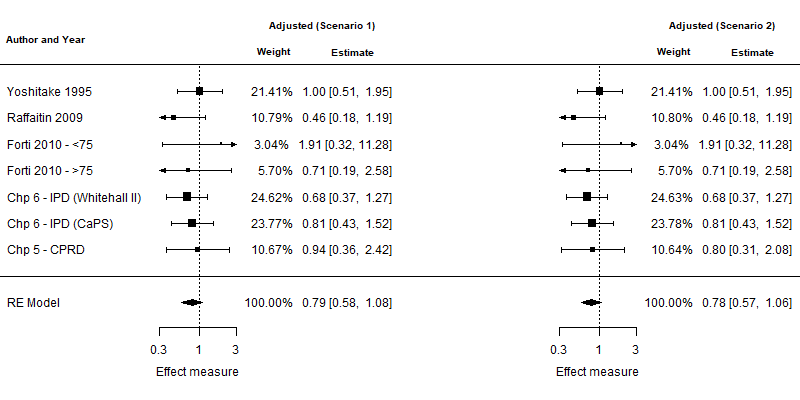 Adjusted (Scenario 1) Adjusted (Scenario 2)
Author and Year
Weight Estimate Weight Estimate
Yoshitake 1995 21.41% 1.00 [0.51, 1.95] 21.41% 1.00 [0.51, 1.95]
Raffaitin 2009 10.79% 0.46 [0.18, 1.19] 10.80% 0.46 [0.18, 1.19]
Forti 2010 - <75 3.04% 1.91 [0.32, 11.28] 3.04% 1.91 [0.32, 11.28]
Forti 2010 - >75 5.70% 0.71 [0.19, 2.58] 5.70% 0.71 [0.19, 2.58]
Chp 6 - IPD (Whitehall II) 24.62% 0.68 [0.37, 1.27] 24.63% 0.68 [0.37, 1.27]
Chp 6 - IPD (CaPS) 23.77% 0.81 [0.43, 1.52] 23.78% 0.81 [0.43, 1.52]
Chp 5 - CPRD 10.67% 0.94 [0.36, 2.42] 10.64% 0.80 [0.31, 2.08]
RE Model 100.00% 0.79 [0.58, 1.08] 100.00% 0.78 [0.57, 1.06]
0.3 1 3 0.3 1 3
Effect measure Effect measure